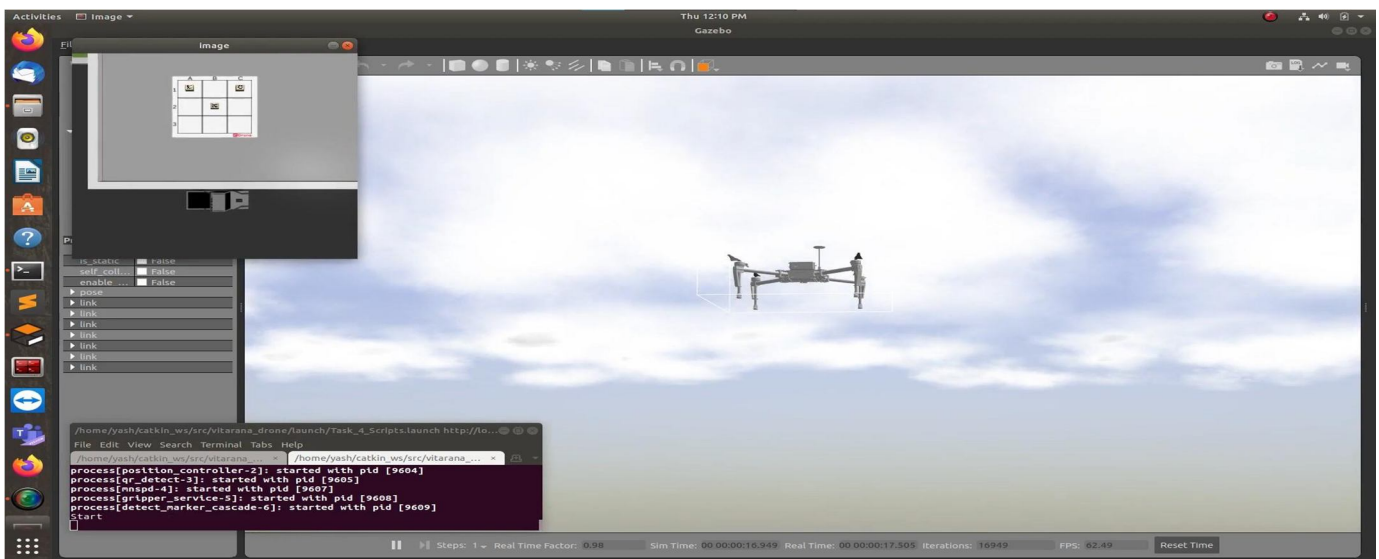 Activities
Image
Thu 12:10 PM
Gazebo
Image
A B C
1
2
3
is_static False
self_coll... False
enable ... False
pose
link
link
link
link
link
link
link
/home/yash/catkin_ws/src/vitarana_drone/launch/Task_4_Scripts.launch http://lo...
File Edit View Search Terminal Tabs Help
/home/yash/catkin_ws/src/vitarana_... × /home/yash/catkin_ws/src/vitarana_... ×
process[position_controller-2]: started with pid [9604]
process[qr_detect-3]: started with pid [9605]
process[mnspd-4]: started with pid [9607]
process[gripper_service-5]: started with pid [9608]
process[detect_marker_cascade-6]: started with pid [9609]
Start
Steps: 1 Real Time Factor: 0.98 Sim Time: 00 00:00:16.949 Real Time: 00 00:00:17.505 Iterations: 16949 FPS: 62.49 Reset Time